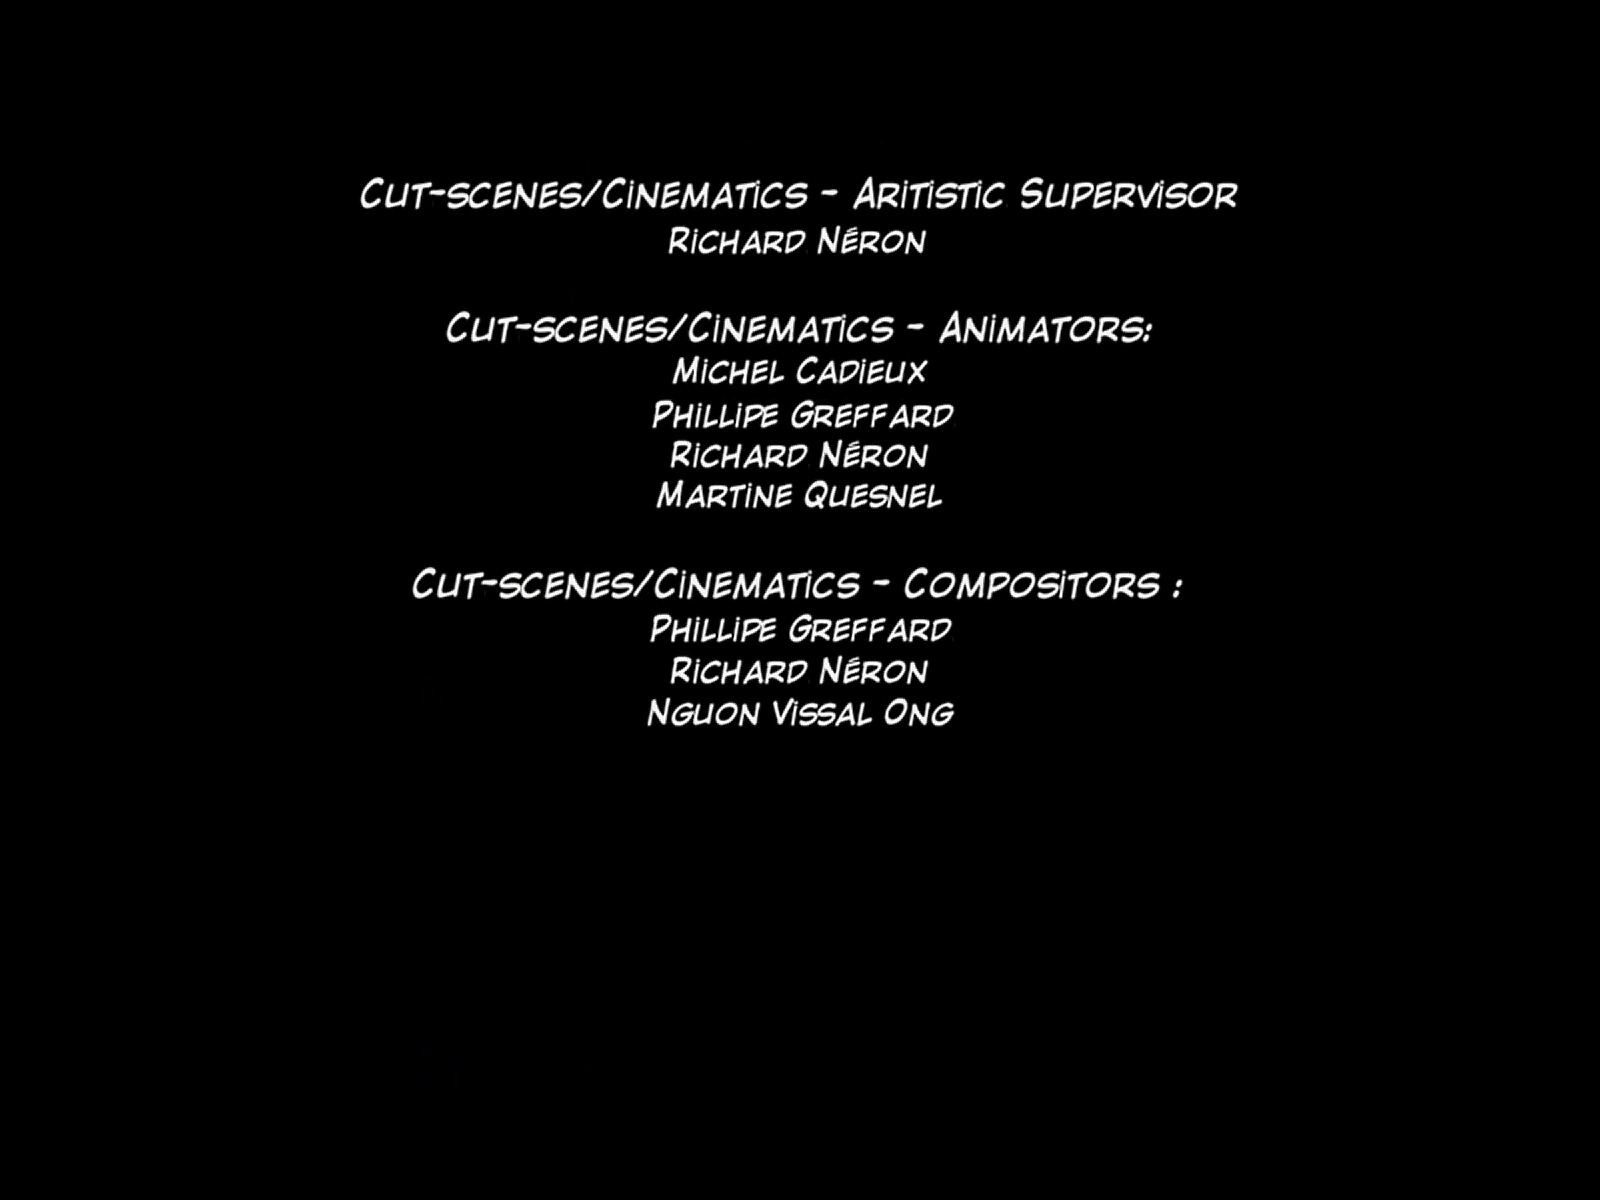 Cut-scenes/Cinematics - Aritistic Supervisor
Richard Néron
Cut-scenes/Cinematics - Animators:
Michel Cadieux
Phillipe Greffard
Richard Néron
Martine Quesnel
Cut-scenes/Cinematics - Compositors :
Phillipe Greffard
Richard Néron
Nguon Vissal Ong